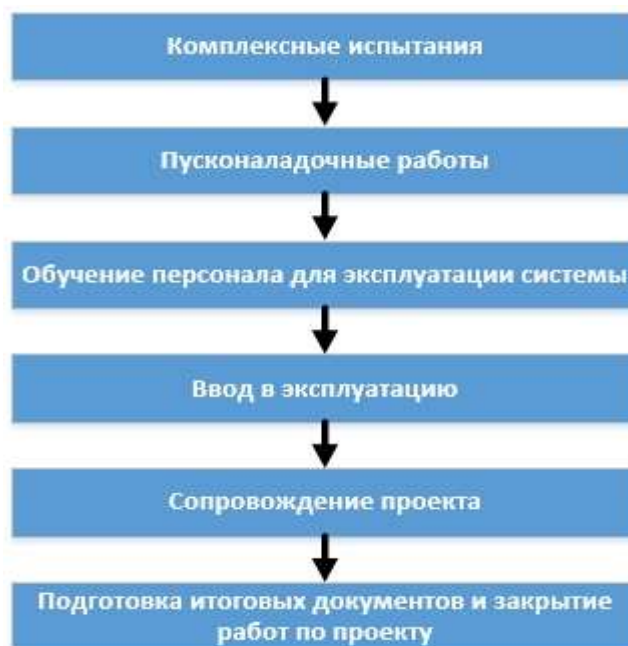 Комплексные испытания
Пусконаладочные работы
Обучение персонала для эксплуатации системы
Ввод в эксплуатацию
Сопровождение проекта
Подготовка итоговых документов и закрытие
работ по проекту